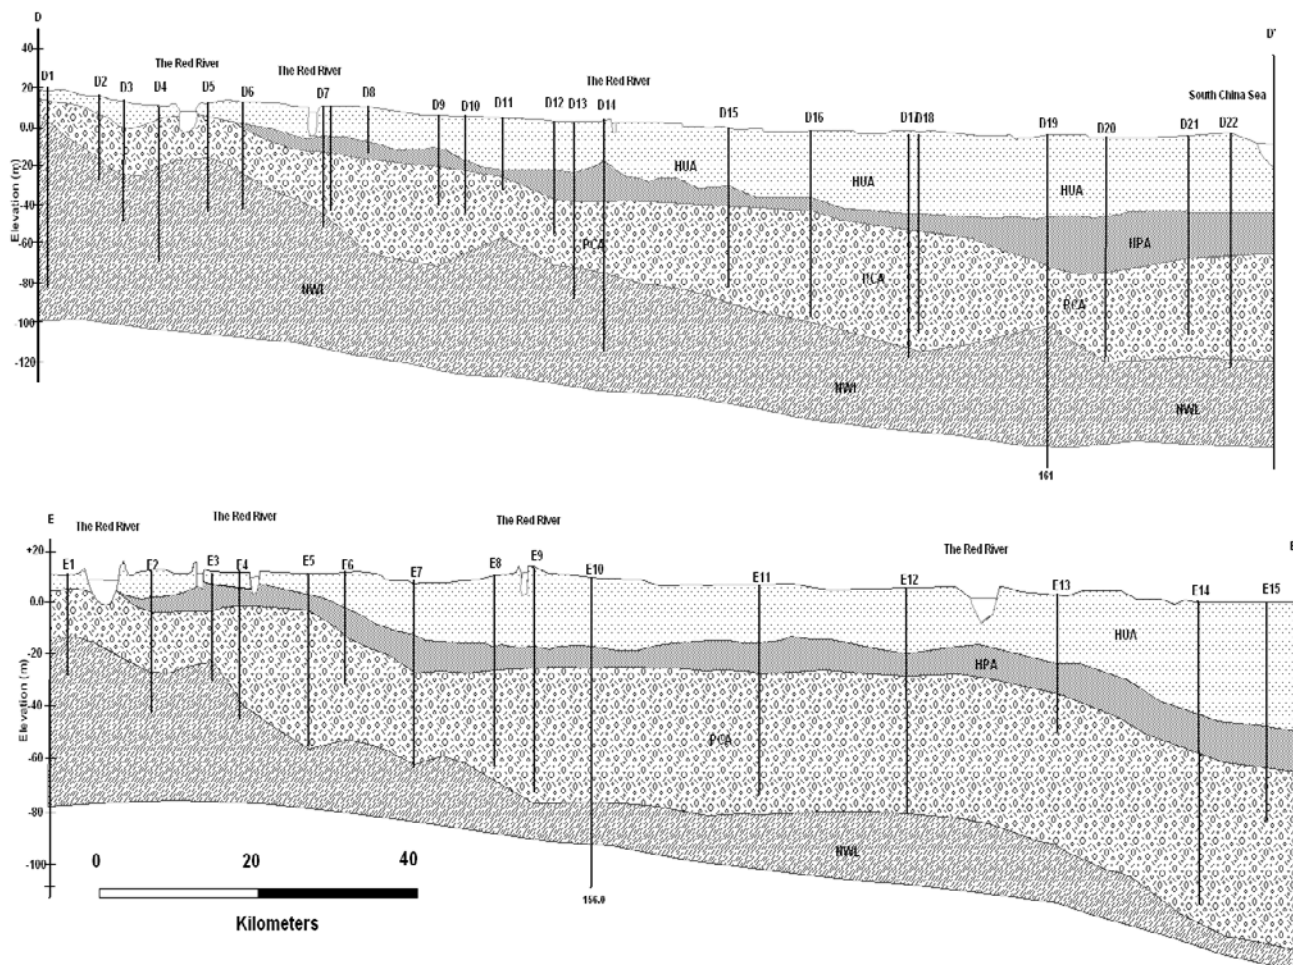 D
D'
40
20
0.0
-20
-40
-60
-80
-100
-120
Elevation (m)
The Red River
The Red River
The Red River
South China Sea
D1
D2
D3
D4
D5
D6
D7
D8
D9
D10
D11
D12
D13
D14
D15
D16
D17
D18
D19
D20
D21
D22
HUA
HUA
HUA
HPA
PCA
PCA
PCA
NWL
NWL
NWL
161
E
The Red River
The Red River
The Red River
The Red River
+20
0.0
-20
-40
-60
-80
-100
Elevation (m)
E1
E2
E3
E4
E5
E6
E7
E8
E9
E10
E11
E12
E13
E14
E15
HUA
HPA
PCA
NWL
156.0
0
20
40
Kilometers